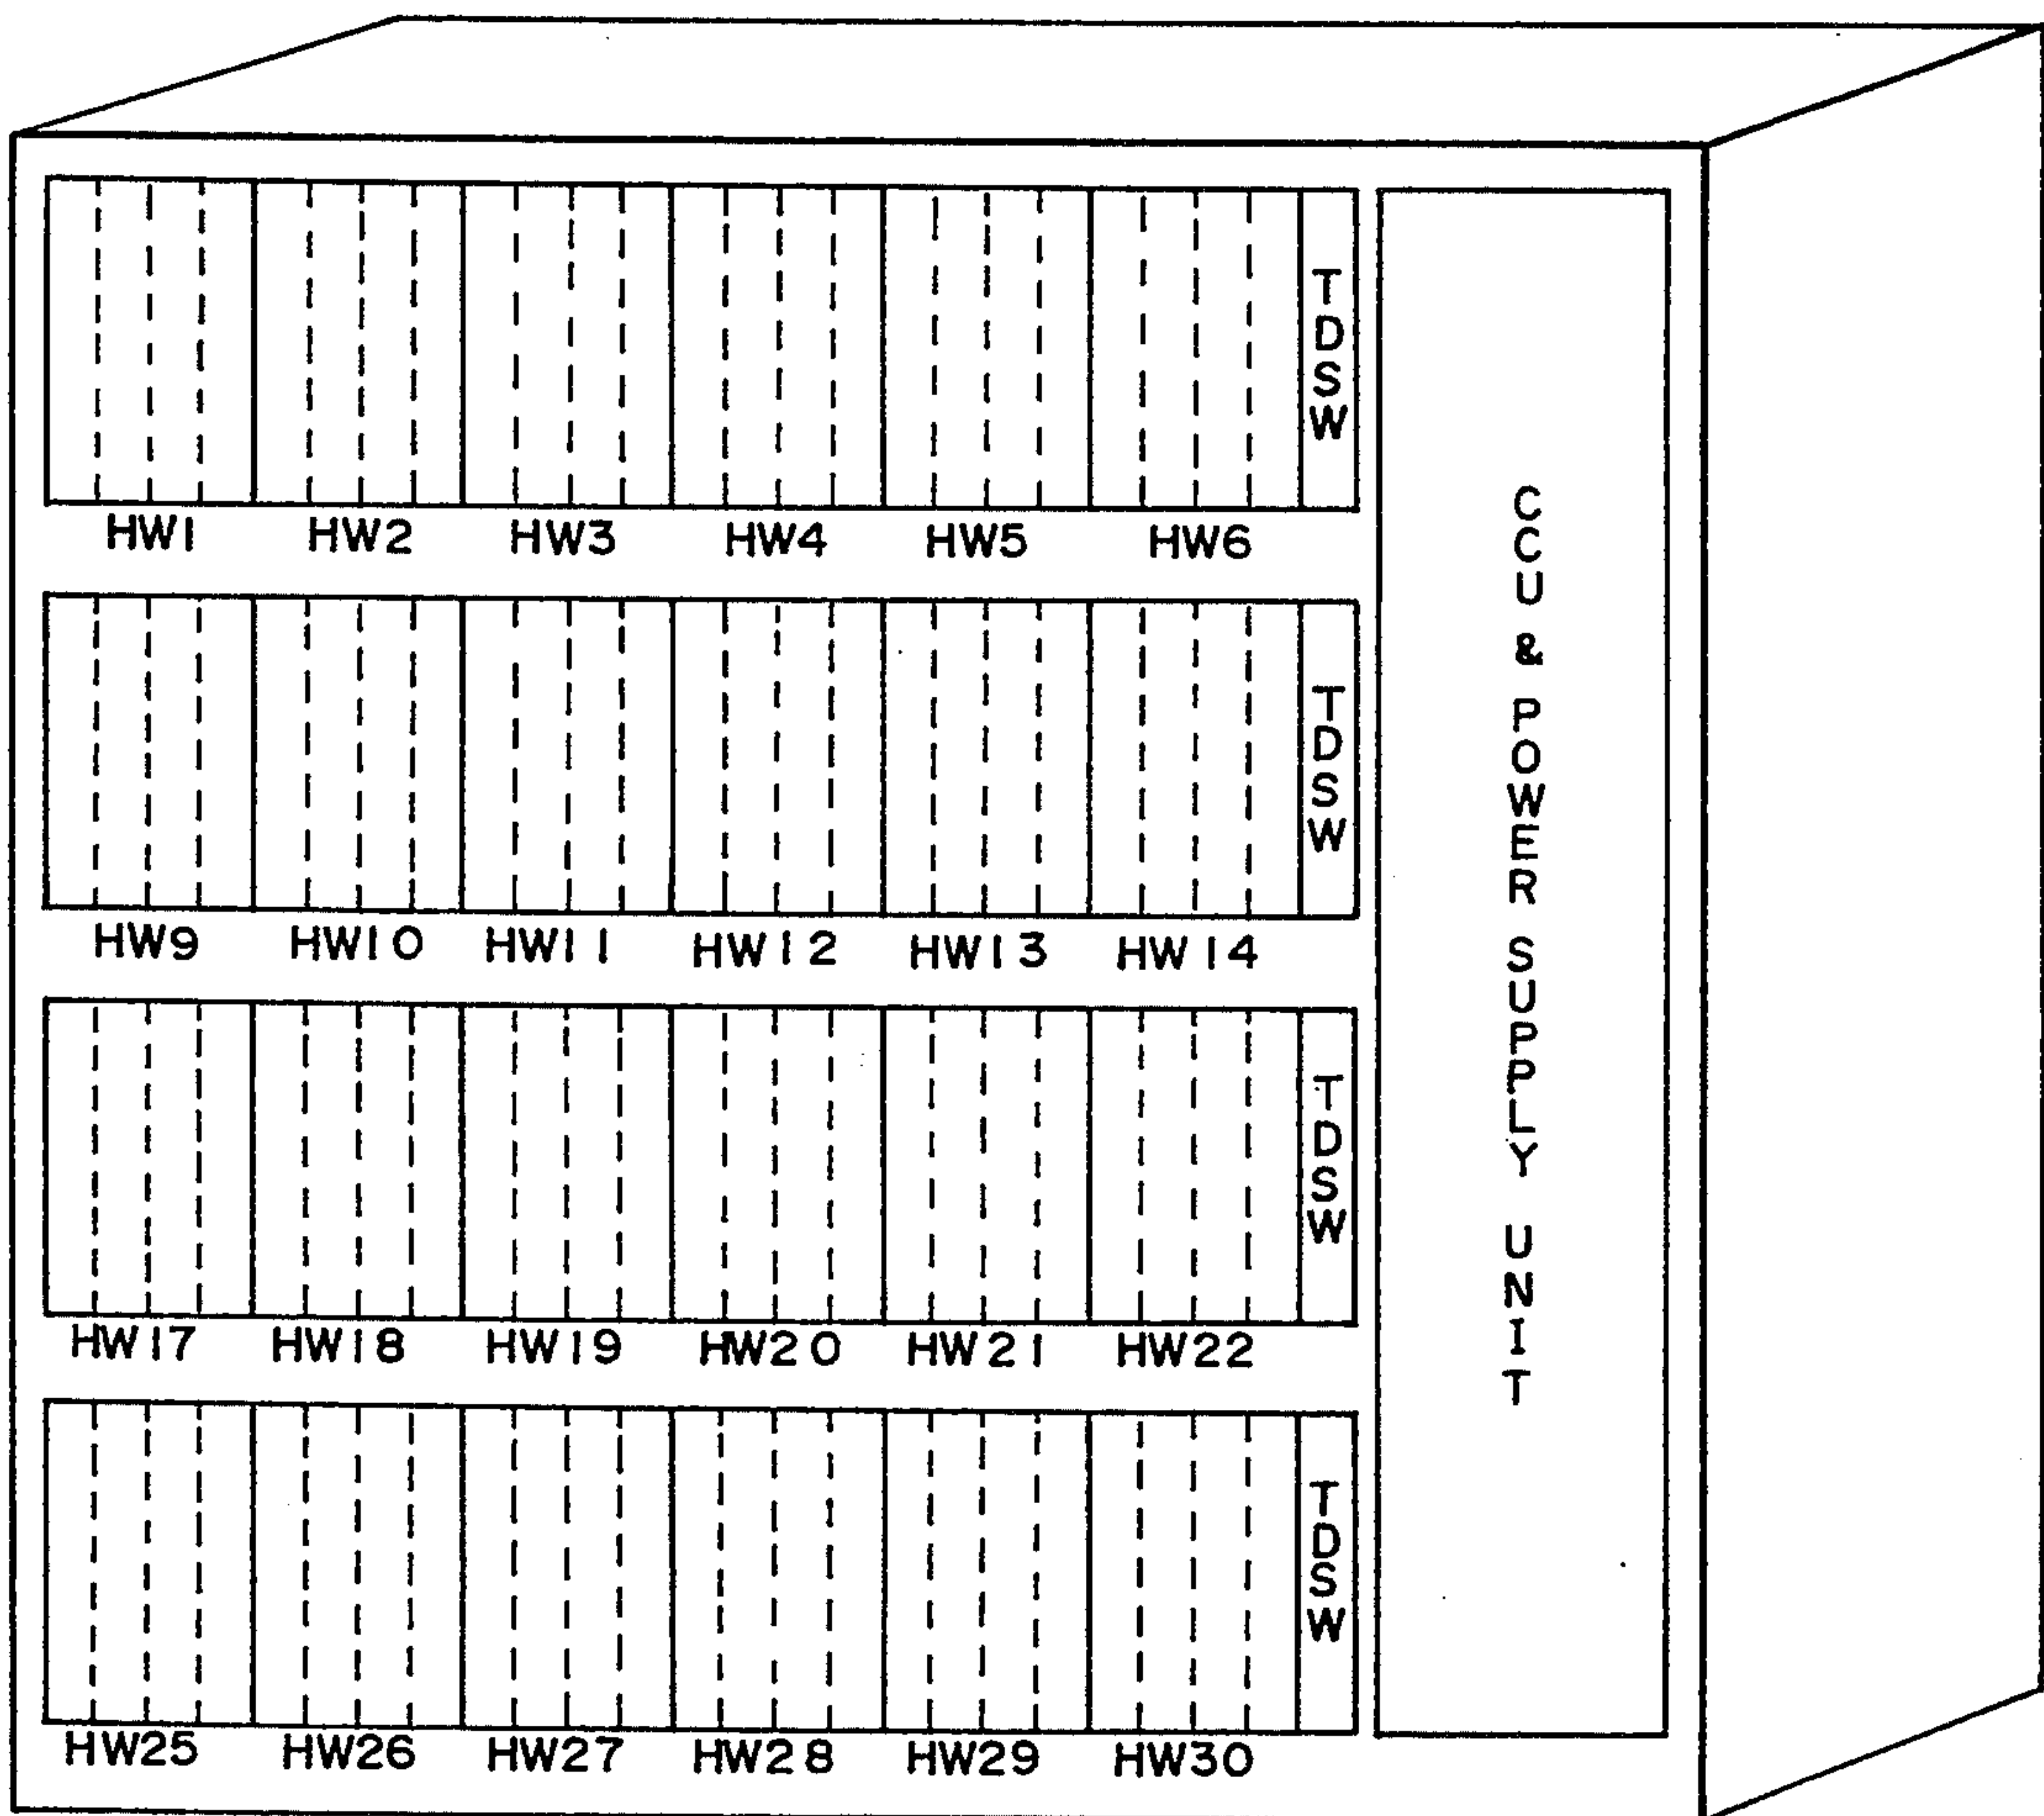 TDSW
HW1 HW2 HW3 HW4 HW5 HW6
TDSW
HW9 HW10 HW11 HW12 HW13 HW14
TDSW
HW17 HW18 HW19 HW20 HW21 HW22
TDSW
HW25 HW26 HW27 HW28 HW29 HW30
CCU & POWER SUPPLY UNIT